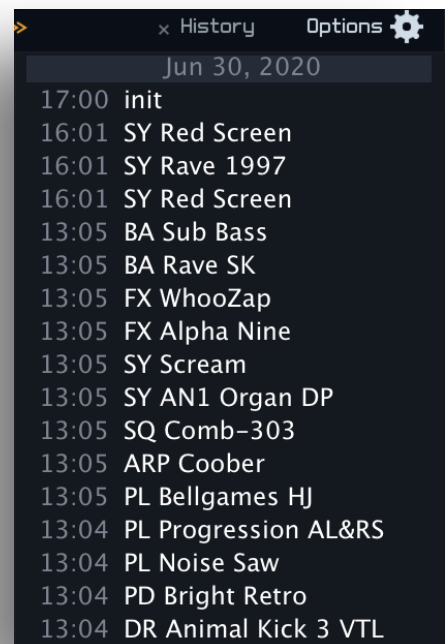 » × History Options
Jun 30, 2020
17:00 init
16:01 SY Red Screen
16:01 SY Rave 1997
16:01 SY Red Screen
13:05 BA Sub Bass
13:05 BA Rave SK
13:05 FX WhooZap
13:05 FX Alpha Nine
13:05 SY Scream
13:05 SY AN1 Organ DP
13:05 SQ Comb-303
13:05 ARP Coober
13:05 PL Bellgames HJ
13:04 PL Progression AL&RS
13:04 PL Noise Saw
13:04 PD Bright Retro
13:04 DR Animal Kick 3 VTL